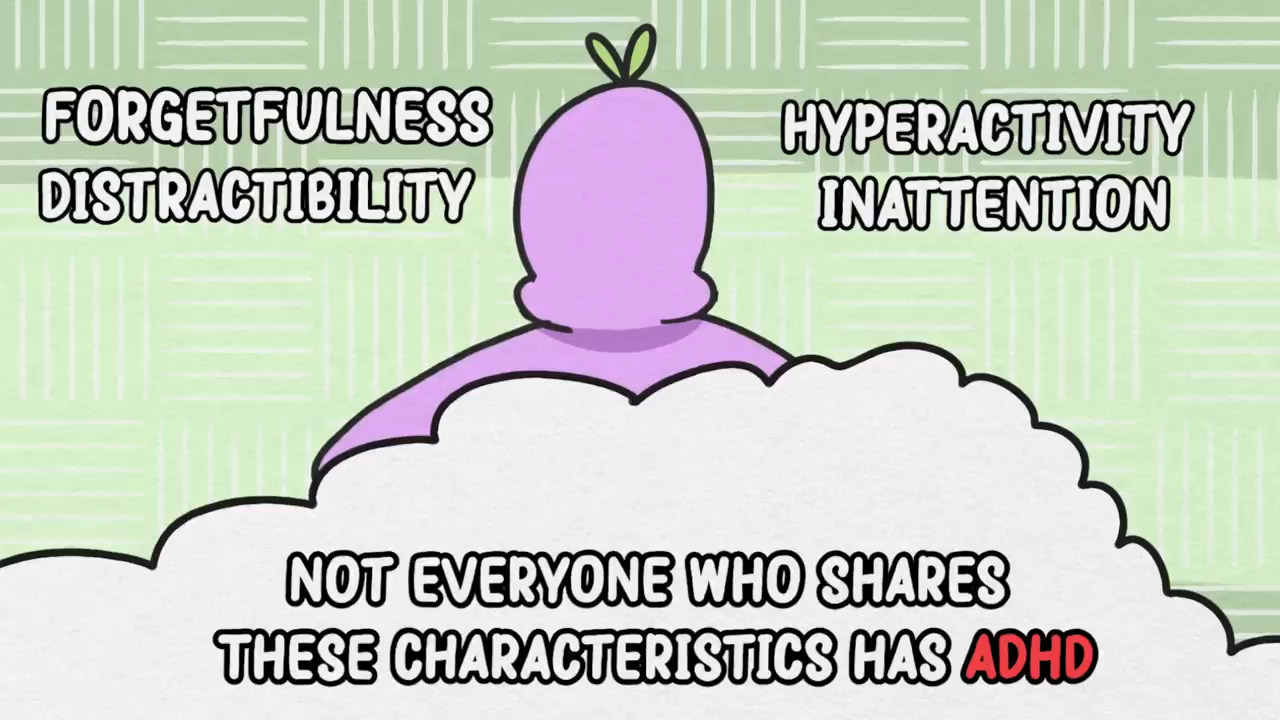 FORGETFULNESS
DISTRACTIBILITY
HYPERACTIVITY
INATTENTION
NOT EVERYONE WHO SHARES
THESE CHARACTERISTICS HAS ADHD